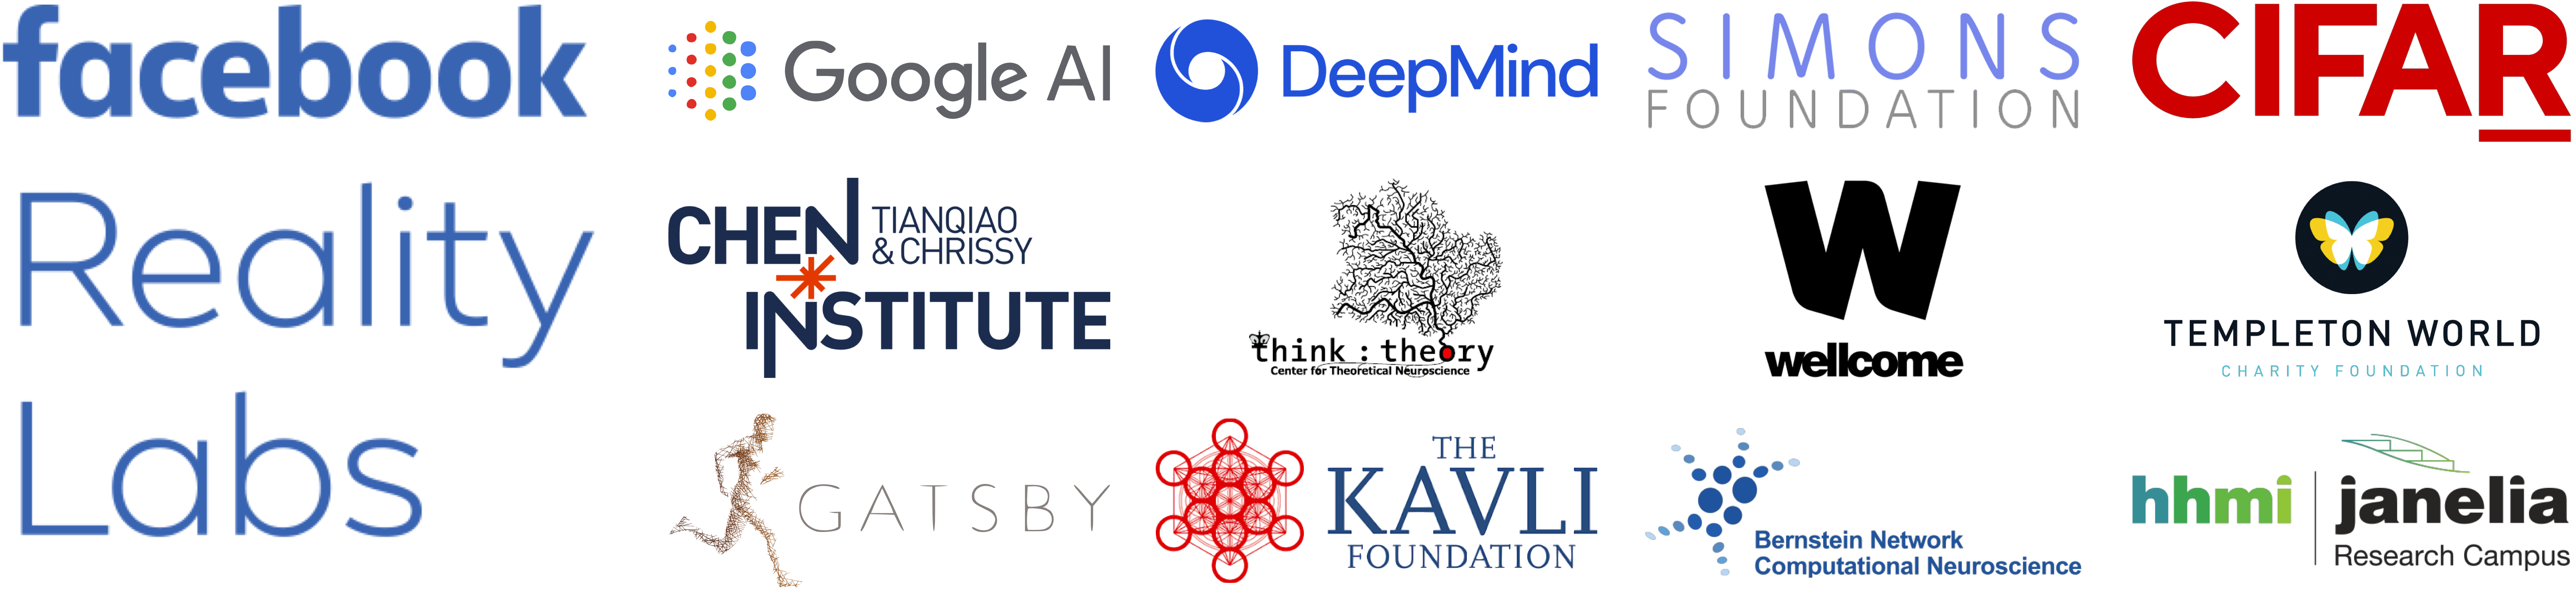 facebook
Reality
Labs
Google AI
DeepMind
SIMONS
FOUNDATION
CIFAR
CHEN TIANQIAO
& CHRISSY
INSTITUTE
think : theory
Center for Theoretical Neuroscience
W
wellcome
TEMPLETON WORLD
CHARITY FOUNDATION
GATSBY
THE
KAVLI
FOUNDATION
Bernstein Network
Computational Neuroscience
hhmi janelia
Research Campus